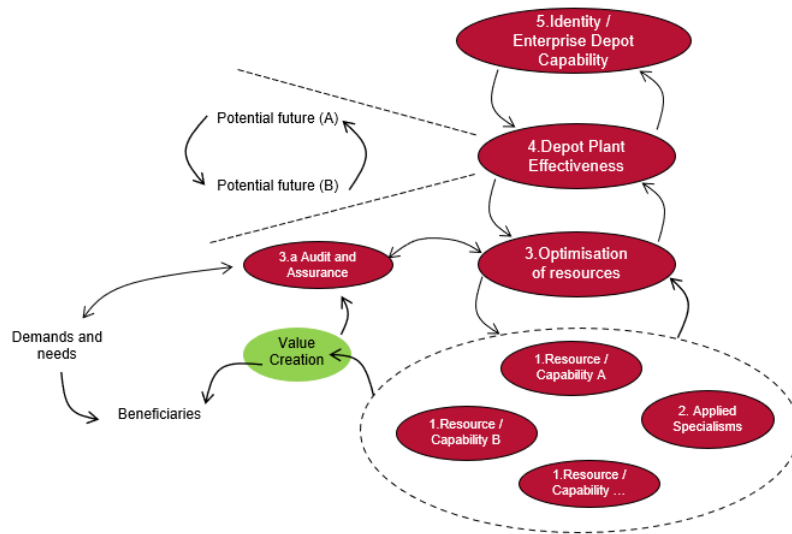 5.Identity /
Enterprise Depot
Capability
Potential future (A)
4.Depot Plant
Effectiveness
Potential future (B)
3.a Audit and
Assurance
3.Optimisation
of resources
Demands and
needs
Value
Creation
Beneficiaries
1.Resource /
Capability A
1.Resource /
Capability B
2. Applied
Specialisms
1.Resource /
Capability ...